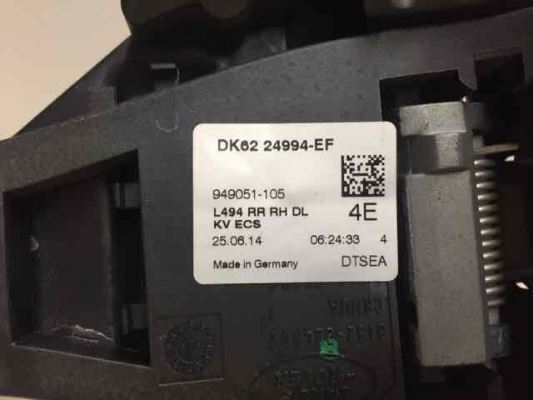 DK62 24994-EF
949051-105
L494 RR RH DL 4E
KV ECS
25.06.14 06:24:33 4
Made in Germany DTSEA